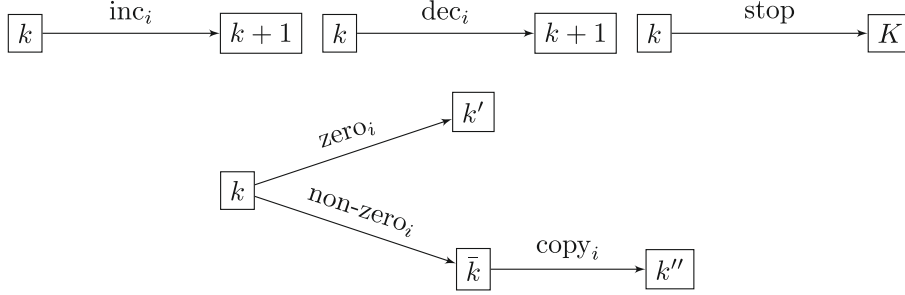 inc_i dec_i stop
k k + 1 k k + 1 k K
k'
zero_i
k
non-zero_i
copy_i
k̄ k''